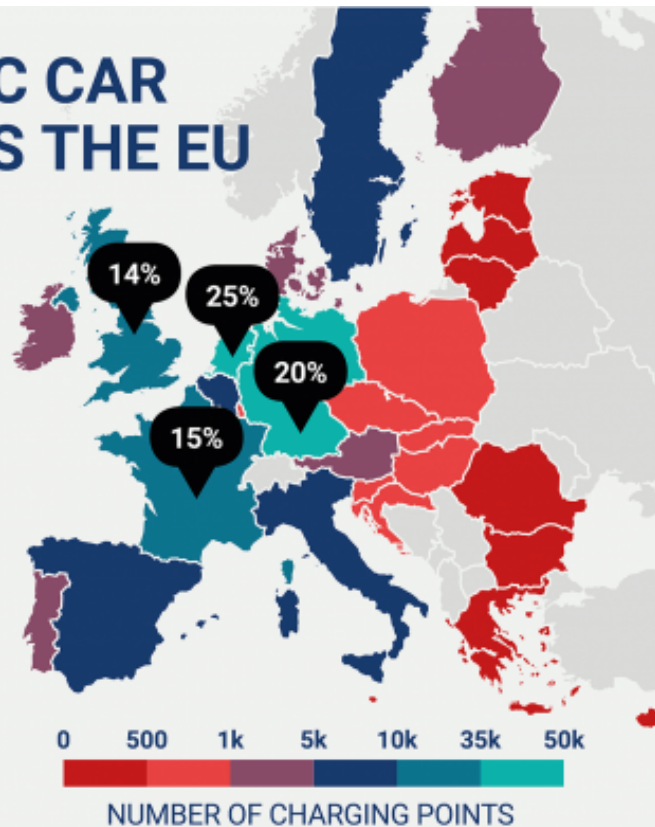 C CAR
S THE EU
14%
25%
20%
15%
0 500 1k 5k 10k 35k 50k
NUMBER OF CHARGING POINTS